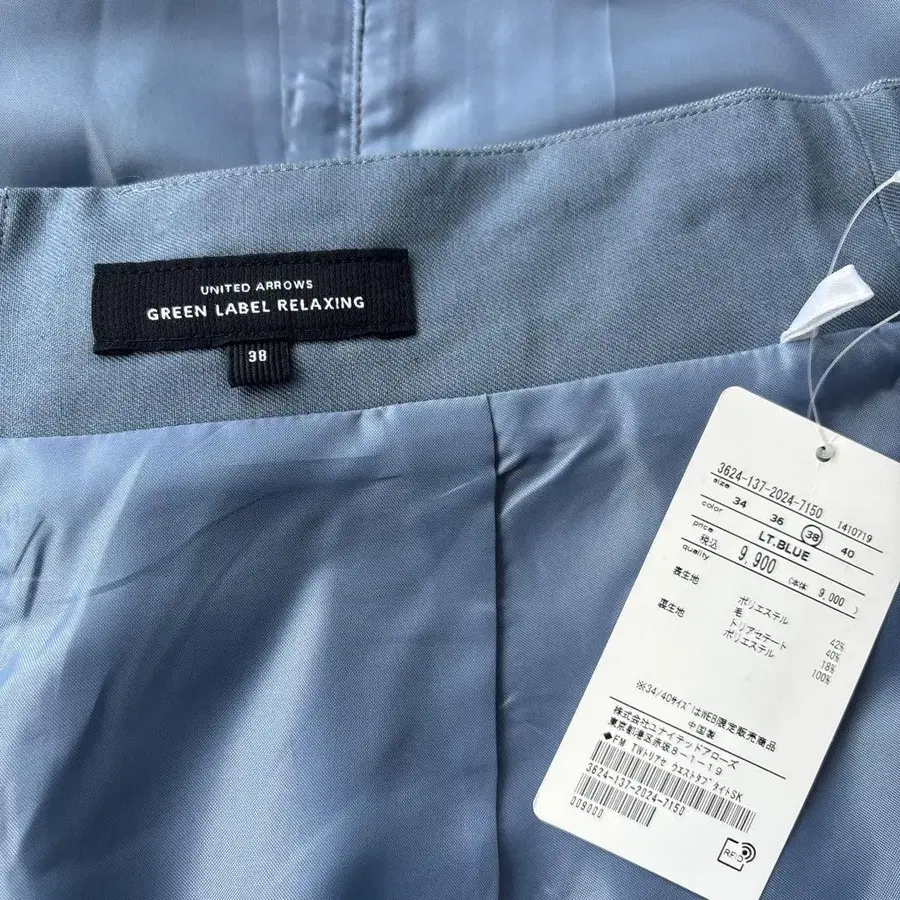 UNITED ARROWS
GREEN LABEL RELAXING
38
3624-137-2024-7150 1410719
size 34 36 38 40
color LT.BLUE
price 税込 9,900 (本体 9,000)
quality
表生地 ポリエステル 42%
毛 40%
トリアセテート 18%
裏生地 ポリエステル 100%
※34/40サイズはWEB限定販売商品
中国製
株式会社ユナイテッドアローズ
東京都港区赤坂8-1-19
◆FM TWトリアセ ウエストタブタイトSK
3624-137-2024-7150
009000
RFID